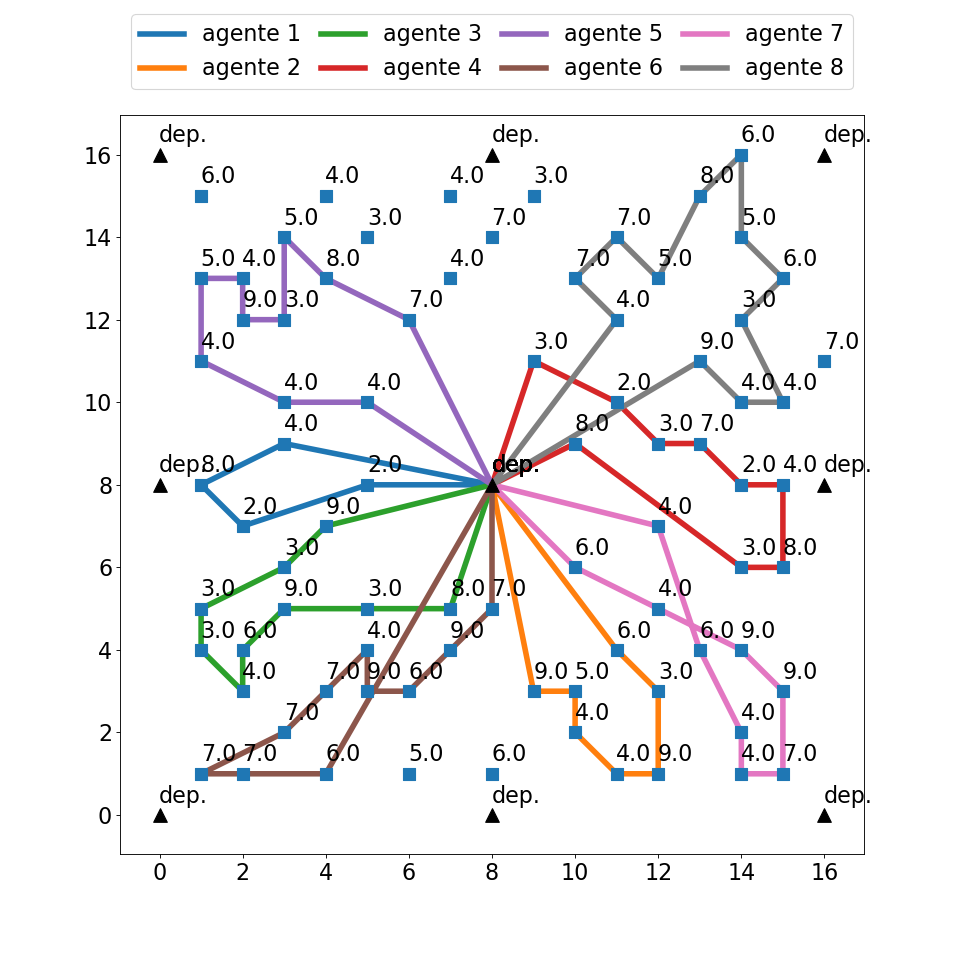 agente 1 agente 3 agente 5 agente 7
agente 2 agente 4 agente 6 agente 8
dep. dep. 6.0 dep.
16
6.0 4.0 4.0 3.0 8.0
5.0 3.0 7.0 7.0 5.0
14
5.0 4.0 8.0 4.0 7.0 5.0 6.0
9.0 3.0 7.0 4.0 3.0
12
4.0 3.0 9.0 7.0
4.0 4.0 2.0 4.0 4.0
10
4.0 8.0 3.0 7.0
dep. 8.0 2.0 dep. 2.0 4.0 dep.
8
2.0 9.0 4.0
3.0 6.0 3.0 8.0
6
3.0 9.0 3.0 8.0 7.0 4.0
3.0 6.0 4.0 9.0 6.0 6.0 9.0
4
4.0 7.0 9.0 6.0 9.0 5.0 3.0 9.0
7.0 4.0 4.0
2
7.0 7.0 6.0 5.0 6.0 4.0 9.0 4.0 7.0
dep. dep. dep.
0
0 2 4 6 8 10 12 14 16